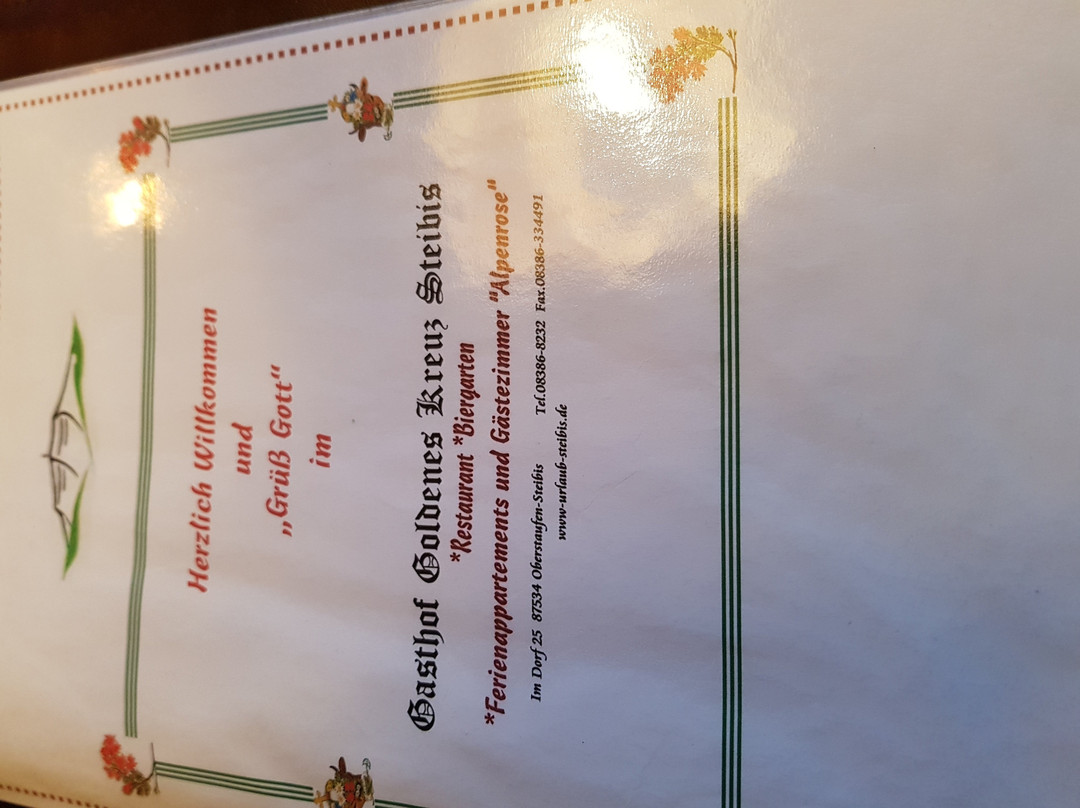 Herzlich Willkommen
und
„Grüß Gott“
im
Gasthof Goldenes Kreuz Steibis
*Restaurant *Biergarten
*Ferienappartements und Gästezimmer "Alpenrose"
Im Dorf 25 87534 Oberstaufen-Steibis Tel.08386-8232 Fax.08386-334491
www-urlaub-steibis.de